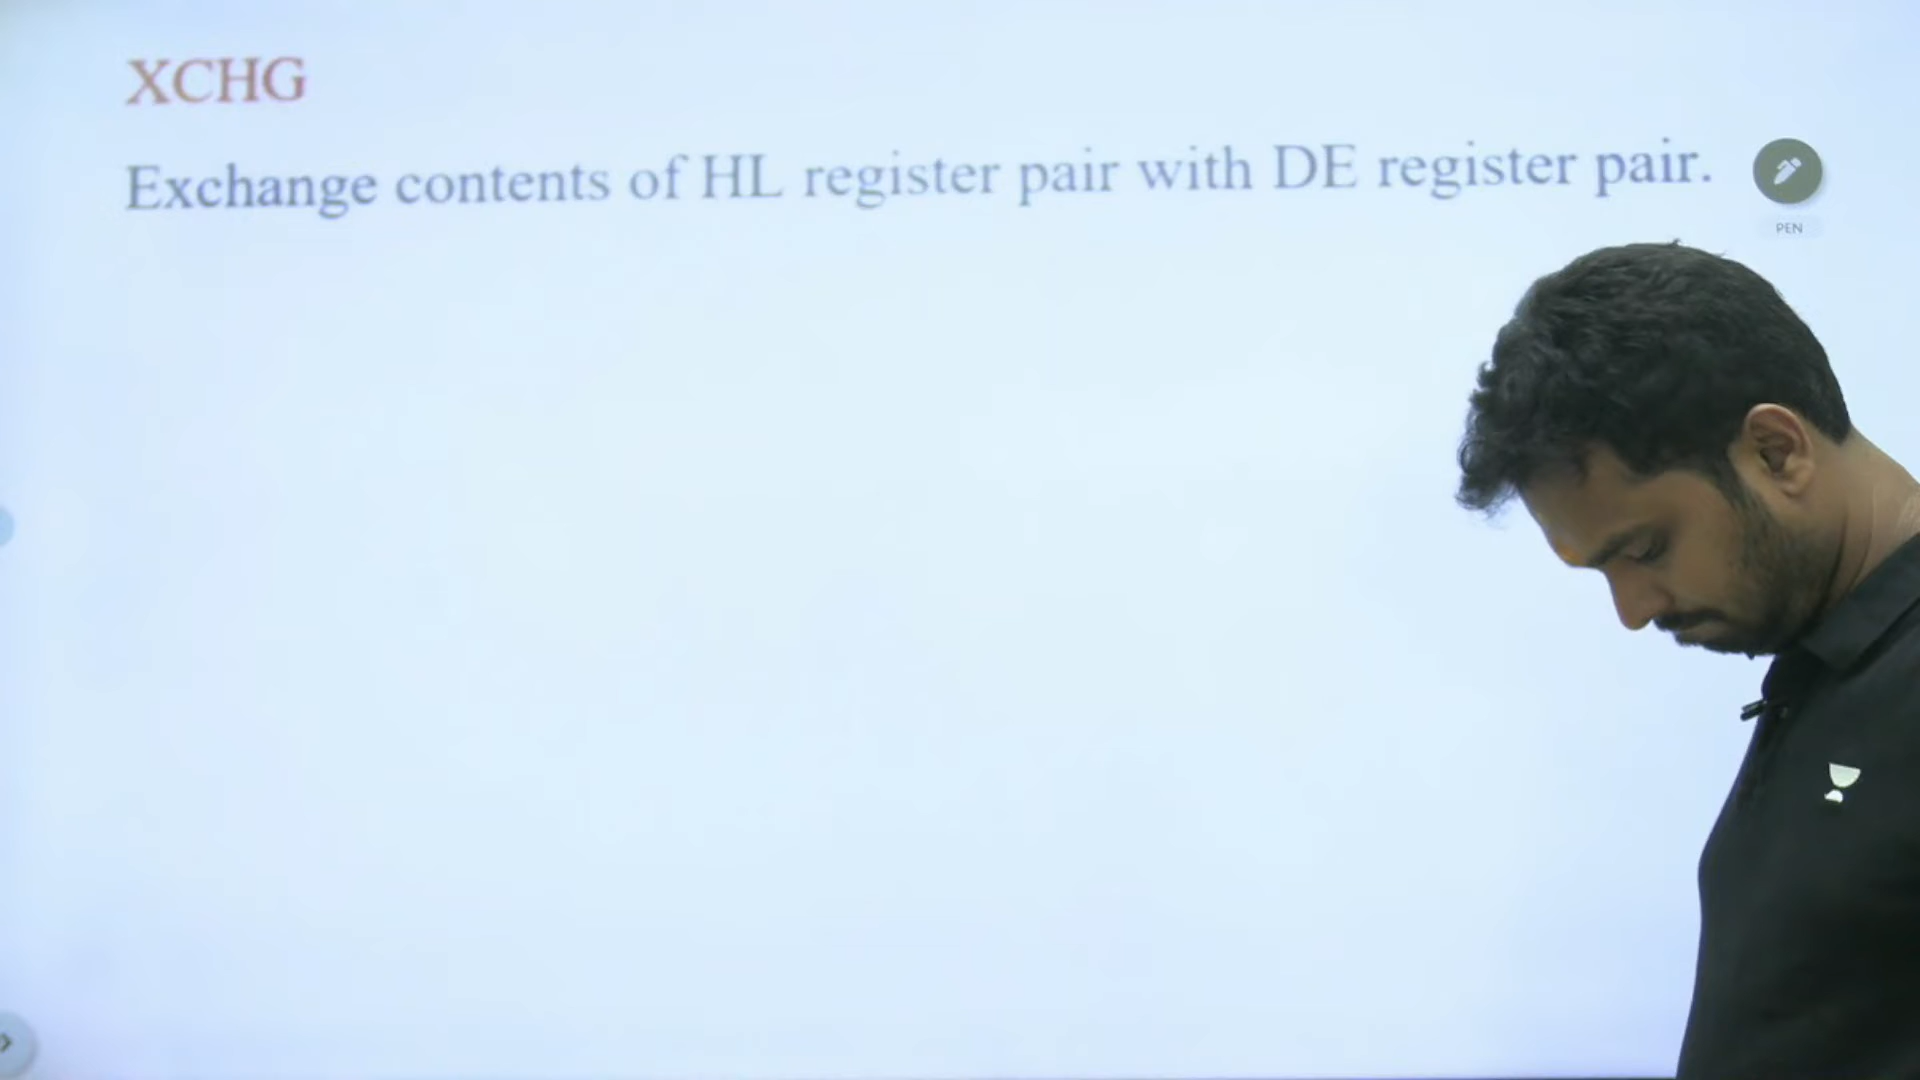 XCHG
Exchange contents of HL register pair with DE register pair.
PEN